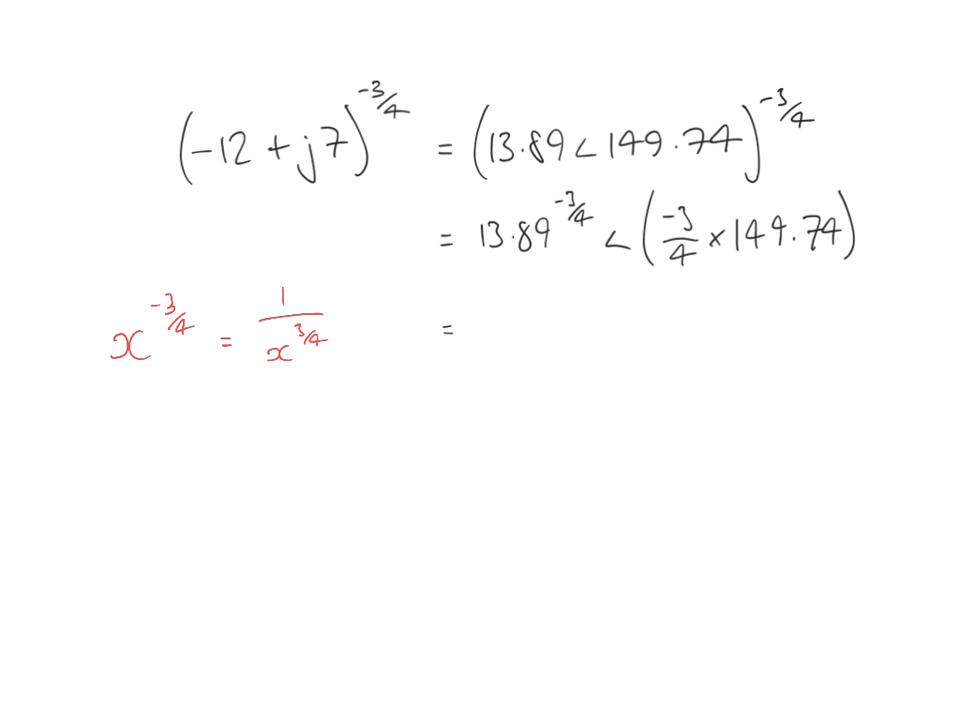 (-12 + j7)^{-3/4} = (13.89 ∠ 149.74)^{-3/4}
= 13.89^{-3/4} ∠ (-3/4 × 149.74)
x^{-3/4} = 1/x^{3/4} =